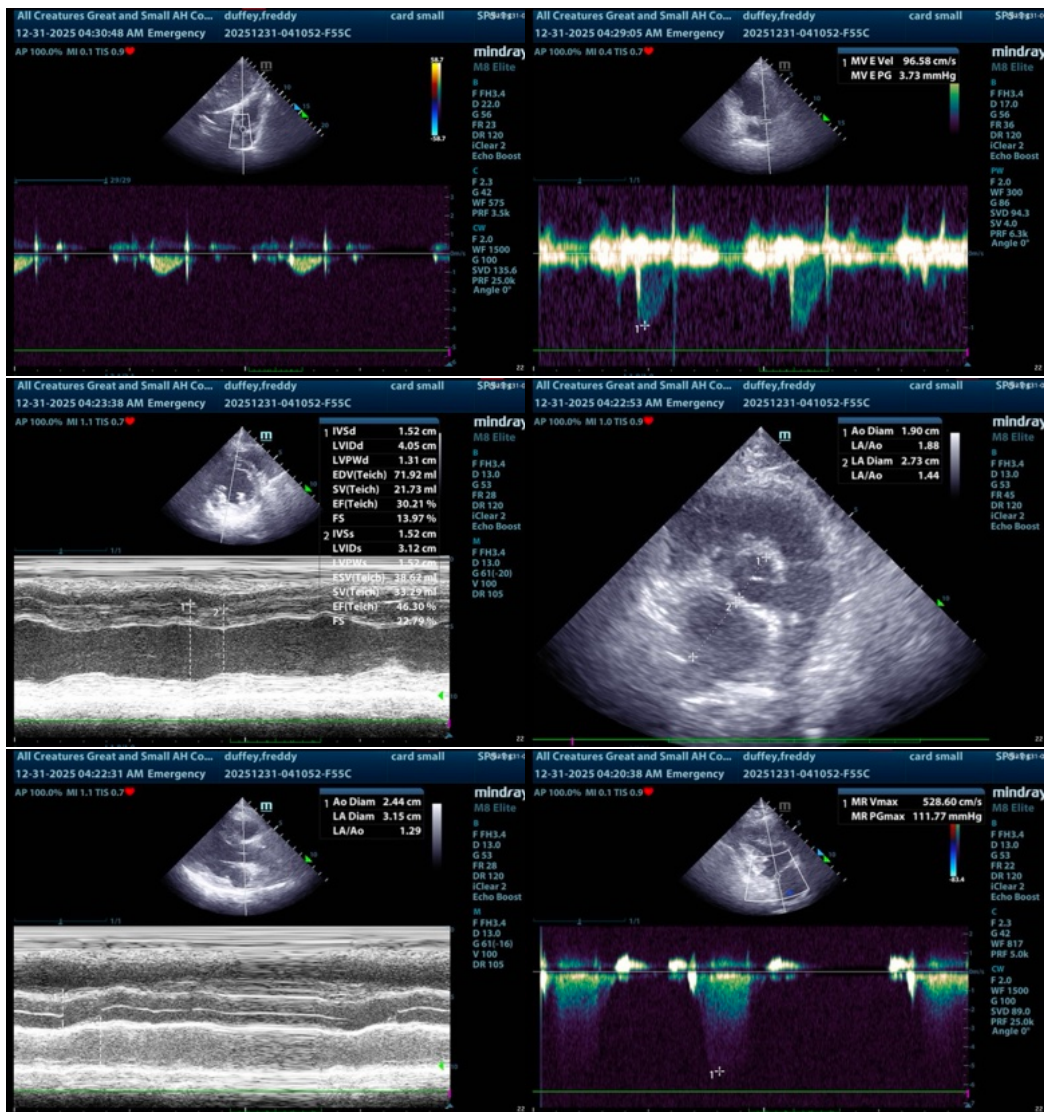 All Creatures Great and Small AH Co... duffey,freddy card small
12-31-2025 04:30:48 AM Emergency 20251231-041052-F55C
AP 100.0% MI 0.1 TIS 0.9
mindray
M8 Elite
58.7
-58.7
B
F FH3.4
D 22.0
G 56
FR 23
DR 120
iClear 2
Echo Boost
C
F 2.3
G 42
WF 575
PRF 3.5k
CW
F 2.0
WF 1500
G 100
SVD 135.6
PRF 25.0k
Angle 0°
29/29
All Creatures Great and Small AH Co... duffey,freddy card small
12-31-2025 04:29:05 AM Emergency 20251231-041052-F55C
AP 100.0% MI 0.4 TIS 0.7
1 MV E Vel 96.58 cm/s
MV E PG 3.73 mmHg
mindray
M8 Elite
B
F FH3.4
D 17.0
G 56
FR 36
DR 120
iClear 2
Echo Boost
PW
F 2.0
WF 300
G 86
SVD 94.3
SV 4.0
PRF 6.3k
Angle 0°
1/1
1
All Creatures Great and Small AH Co... duffey,freddy card small
12-31-2025 04:23:38 AM Emergency 20251231-041052-F55C
AP 100.0% MI 1.1 TIS 0.7
1 IVSd 1.52 cm
LVIDd 4.05 cm
LVPWd 1.31 cm
EDV(Teich) 71.92 ml
SV(Teich) 21.73 ml
EF(Teich) 30.21 %
FS 13.97 %
2 IVSs 1.52 cm
LVIDs 3.12 cm
LVPWs 1.52 cm
ESV(Teich) 38.62 ml
SV(Teich) 33.29 ml
EF(Teich) 46.30 %
FS 22.79 %
mindray
M8 Elite
B
F FH3.4
D 13.0
G 53
FR 28
DR 120
iClear 2
Echo Boost
M
F FH3.4
D 13.0
G 61(-20)
V 100
DR 105
1/1
1
2
All Creatures Great and Small AH Co... duffey,freddy card small
12-31-2025 04:22:53 AM Emergency 20251231-041052-F55C
AP 100.0% MI 1.0 TIS 0.9
1 Ao Diam 1.90 cm
LA/Ao 1.88
2 LA Diam 2.73 cm
LA/Ao 1.44
mindray
M8 Elite
B
F FH3.4
D 13.0
G 53
FR 45
DR 120
iClear 2
Echo Boost
1
2
All Creatures Great and Small AH Co... duffey,freddy card small
12-31-2025 04:22:31 AM Emergency 20251231-041052-F55C
AP 100.0% MI 1.1 TIS 0.7
1 Ao Diam 2.44 cm
LA Diam 3.15 cm
LA/Ao 1.29
mindray
M8 Elite
B
F FH3.4
D 13.0
G 53
FR 28
DR 120
iClear 2
Echo Boost
M
F FH3.4
D 13.0
G 61(-16)
V 100
DR 105
1/1
All Creatures Great and Small AH Co... duffey,freddy card small
12-31-2025 04:20:38 AM Emergency 20251231-041052-F55C
AP 100.0% MI 0.1 TIS 0.9
1 MR Vmax 528.60 cm/s
MR PGmax 111.77 mmHg
mindray
M8 Elite
-83.4
B
F FH3.4
D 13.0
G 53
FR 22
DR 120
iClear 2
Echo Boost
C
F 2.3
G 42
WF 817
PRF 5.0k
CW
F 2.0
WF 1500
G 100
SVD 89.0
PRF 25.0k
Angle 0°
1/1
1